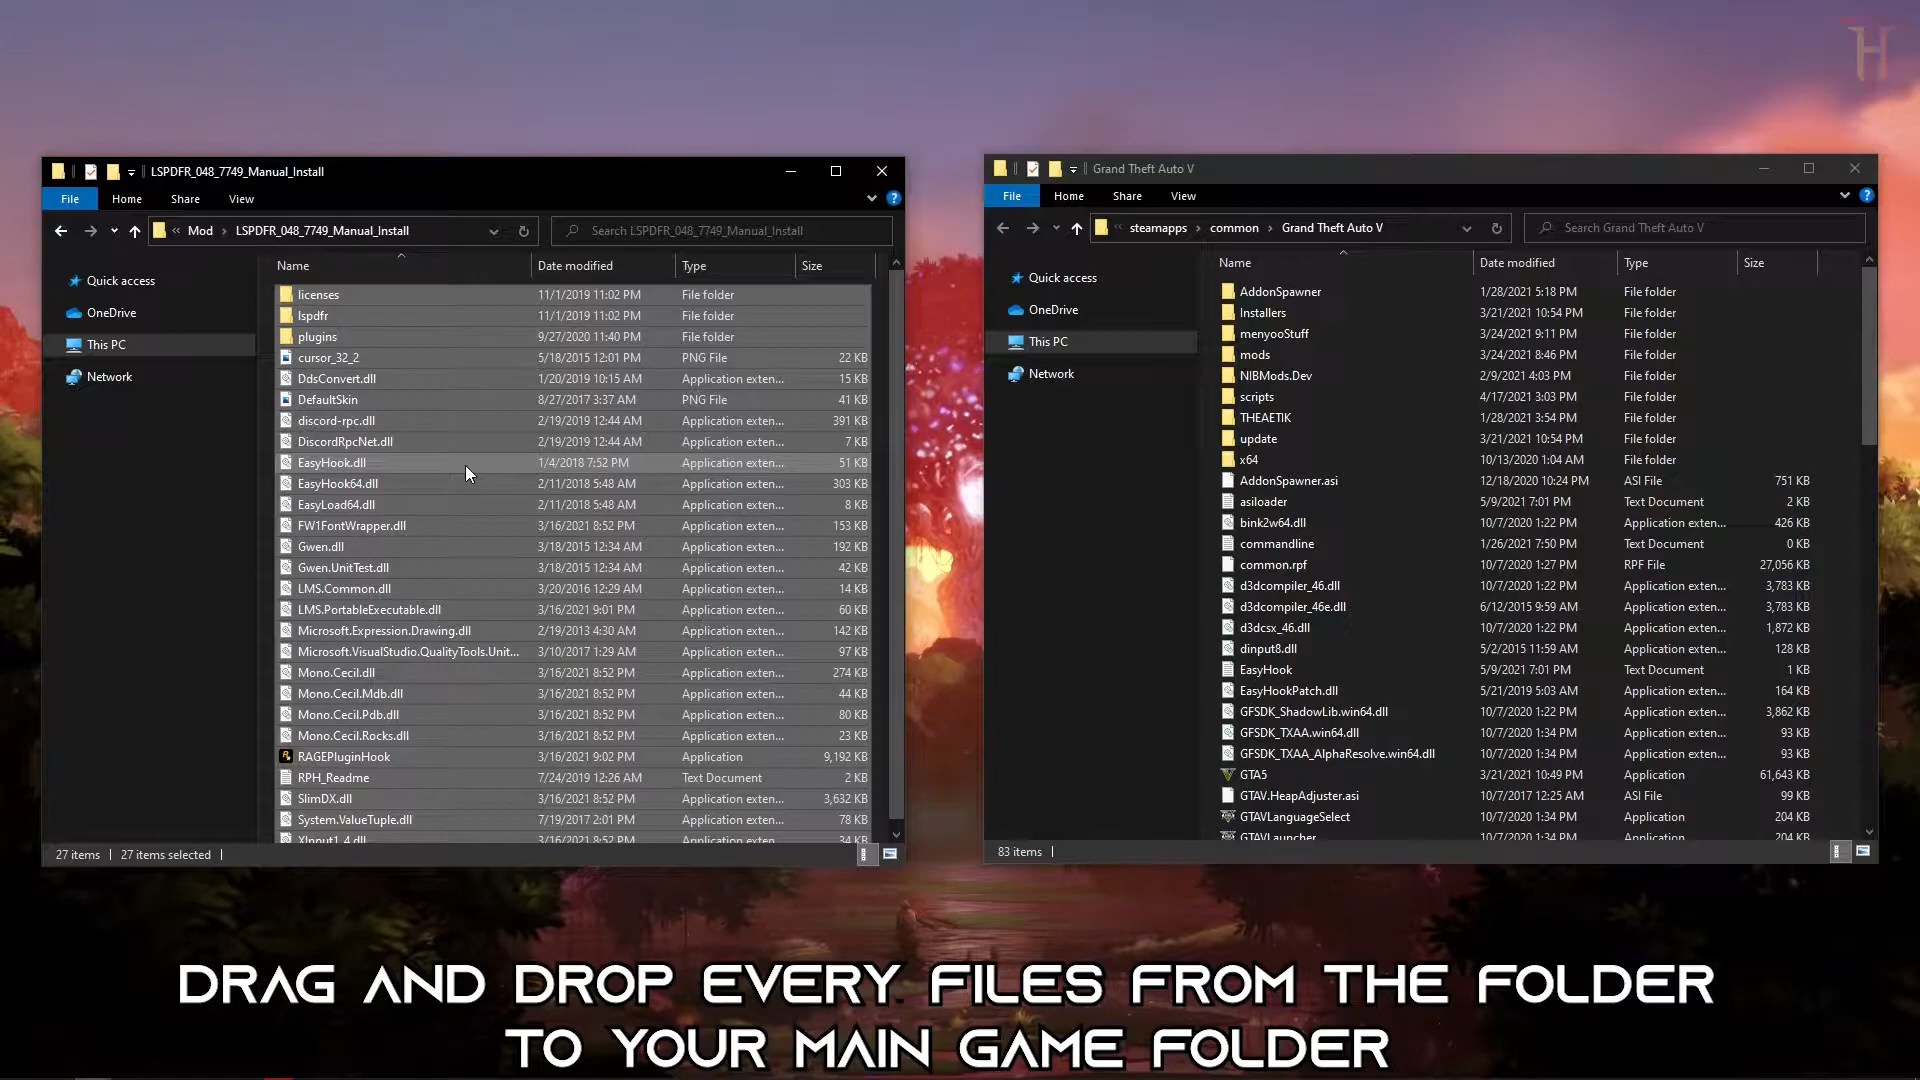 LSPDFR_048_7749_Manual_Install
File Home Share View
Mod LSPDFR_048_7749_Manual_Install
Search LSPDFR_048_7749_Manual_Install
Quick access
OneDrive
This PC
Network
Name Date modified Type Size
licenses 11/1/2019 11:02 PM File folder
lspdfr 11/1/2019 11:02 PM File folder
plugins 9/27/2020 11:40 PM File folder
cursor_32_2 5/18/2015 12:01 PM PNG File 22 KB
DdsConvert.dll 1/20/2019 10:15 AM Application exten... 15 KB
DefaultSkin 8/27/2017 3:37 AM PNG File 41 KB
discord-rpc.dll 2/19/2019 12:44 AM Application exten... 391 KB
DiscordRpcNet.dll 2/19/2019 12:44 AM Application exten... 7 KB
EasyHook.dll 1/4/2018 7:52 PM Application exten... 51 KB
EasyHook64.dll 2/11/2018 5:48 AM Application exten... 303 KB
EasyLoad64.dll 2/11/2018 5:48 AM Application exten... 8 KB
FW1FontWrapper.dll 3/16/2021 8:52 PM Application exten... 153 KB
Gwen.dll 3/18/2015 12:34 AM Application exten... 192 KB
Gwen.UnitTest.dll 3/18/2015 12:34 AM Application exten... 42 KB
LMS.Common.dll 3/20/2016 12:29 AM Application exten... 14 KB
LMS.PortableExecutable.dll 3/16/2021 9:01 PM Application exten... 60 KB
Microsoft.Expression.Drawing.dll 2/19/2013 4:30 AM Application exten... 142 KB
Microsoft.VisualStudio.QualityTools.Unit... 3/10/2017 1:29 AM Application exten... 97 KB
Mono.Cecil.dll 3/16/2021 8:52 PM Application exten... 274 KB
Mono.Cecil.Mdb.dll 3/16/2021 8:52 PM Application exten... 44 KB
Mono.Cecil.Pdb.dll 3/16/2021 8:52 PM Application exten... 80 KB
Mono.Cecil.Rocks.dll 3/16/2021 8:52 PM Application exten... 23 KB
RAGEPluginHook 3/16/2021 9:02 PM Application 9,192 KB
RPH_Readme 7/24/2019 12:26 AM Text Document 2 KB
SlimDX.dll 3/16/2021 8:52 PM Application exten... 3,632 KB
System.ValueTuple.dll 7/19/2017 2:01 PM Application exten... 78 KB
XInput1_4.dll 3/16/2021 8:52 PM Application exten... 34 KB
27 items 27 items selected
Grand Theft Auto V
File Home Share View
steamapps common Grand Theft Auto V
Search Grand Theft Auto V
Quick access
OneDrive
This PC
Network
Name Date modified Type Size
AddonSpawner 1/28/2021 5:18 PM File folder
Installers 3/21/2021 10:54 PM File folder
menyooStuff 3/24/2021 9:11 PM File folder
mods 3/24/2021 8:46 PM File folder
NIBMods.Dev 2/9/2021 4:03 PM File folder
scripts 4/17/2021 3:03 PM File folder
THEAETIK 1/28/2021 3:54 PM File folder
update 3/21/2021 10:54 PM File folder
x64 10/13/2020 1:04 AM File folder
AddonSpawner.asi 12/18/2020 10:24 PM ASI File 751 KB
asiloader 5/9/2021 7:01 PM Text Document 2 KB
bink2w64.dll 10/7/2020 1:22 PM Application exten... 426 KB
commandline 1/26/2021 7:50 PM Text Document 0 KB
common.rpf 10/7/2020 1:27 PM RPF File 27,056 KB
d3dcompiler_46.dll 10/7/2020 1:22 PM Application exten... 3,783 KB
d3dcompiler_46e.dll 6/12/2015 9:59 AM Application exten... 3,783 KB
d3dcsx_46.dll 10/7/2020 1:22 PM Application exten... 1,872 KB
dinput8.dll 5/2/2015 11:59 AM Application exten... 128 KB
EasyHook 5/9/2021 7:01 PM Text Document 1 KB
EasyHookPatch.dll 5/21/2019 5:03 AM Application exten... 164 KB
GFSDK_ShadowLib.win64.dll 10/7/2020 1:22 PM Application exten... 3,862 KB
GFSDK_TXAA.win64.dll 10/7/2020 1:34 PM Application exten... 93 KB
GFSDK_TXAA_AlphaResolve.win64.dll 10/7/2020 1:34 PM Application exten... 93 KB
GTA5 3/21/2021 10:49 PM Application 61,643 KB
GTAV.HeapAdjuster.asi 10/7/2017 12:25 AM ASI File 99 KB
GTAVLanguageSelect 10/7/2020 1:34 PM Application 204 KB
GTAVLauncher 10/7/2020 1:34 PM Application 204 KB
83 items
DRAG AND DROP EVERY FILES FROM THE FOLDER
TO YOUR MAIN GAME FOLDER